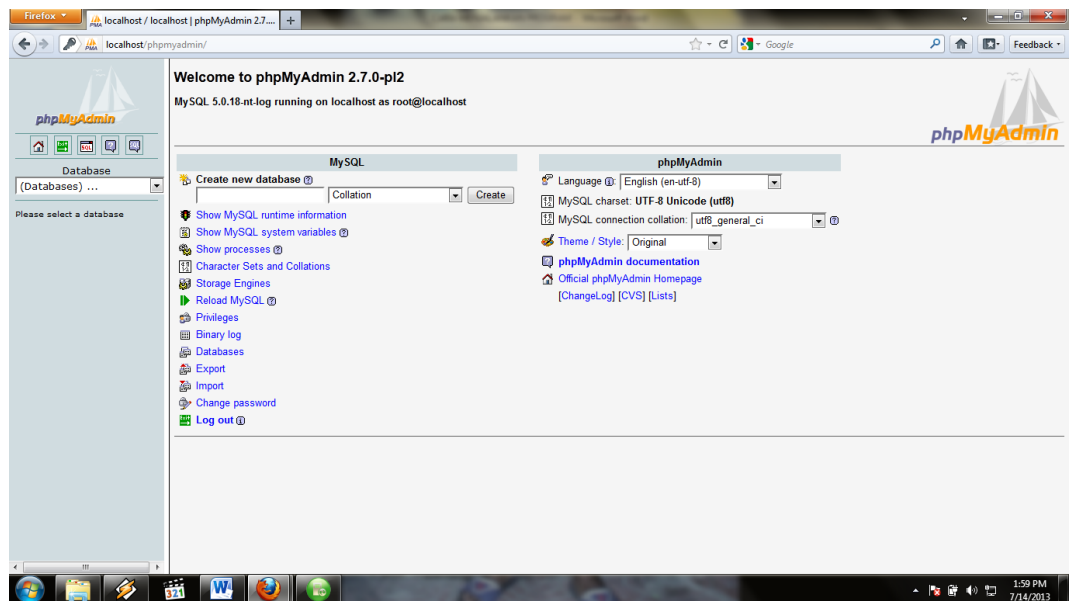 Firefox
localhost / localhost | phpMyAdmin 2.7....
localhost/phpmyadmin/
Google
Feedback
phpMyAdmin
Database
(Databases) ...
Please select a database
Welcome to phpMyAdmin 2.7.0-pl2
MySQL 5.0.18-nt-log running on localhost as root@localhost
phpMyAdmin
MySQL
Create new database
Collation
Create
Show MySQL runtime information
Show MySQL system variables
Show processes
Character Sets and Collations
Storage Engines
Reload MySQL
Privileges
Binary log
Databases
Export
Import
Change password
Log out
phpMyAdmin
Language: English (en-utf-8)
MySQL charset: UTF-8 Unicode (utf8)
MySQL connection collation: utf8_general_ci
Theme / Style: Original
phpMyAdmin documentation
Official phpMyAdmin Homepage
[ChangeLog] [CVS] [Lists]
1:59 PM
7/14/2013